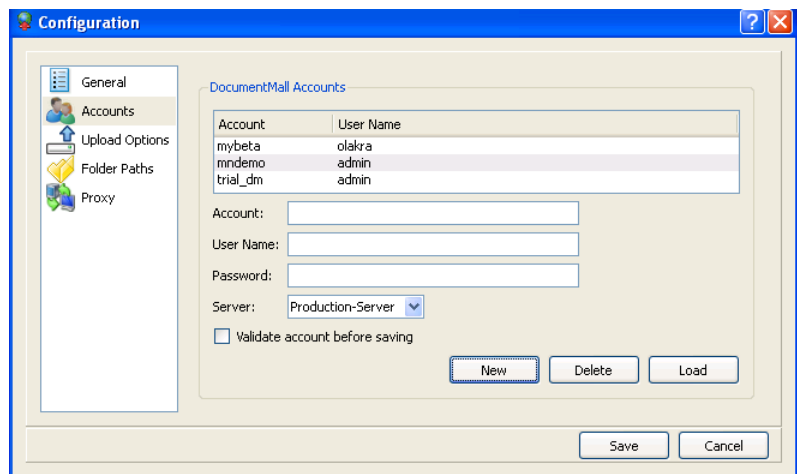 Configuration
General
Accounts
Upload Options
Folder Paths
Proxy
DocumentMall Accounts
Account User Name
mybeta olakra
mndemo admin
trial_dm admin
Account:
User Name:
Password:
Server: Production-Server
Validate account before saving
New Delete Load
Save Cancel